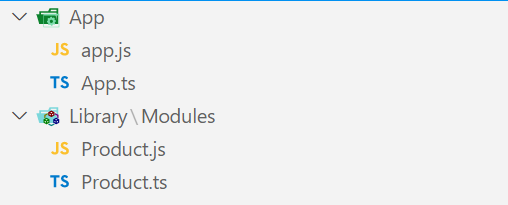 App
JS app.js
TS App.ts
Library\Modules
JS Product.js
TS Product.ts